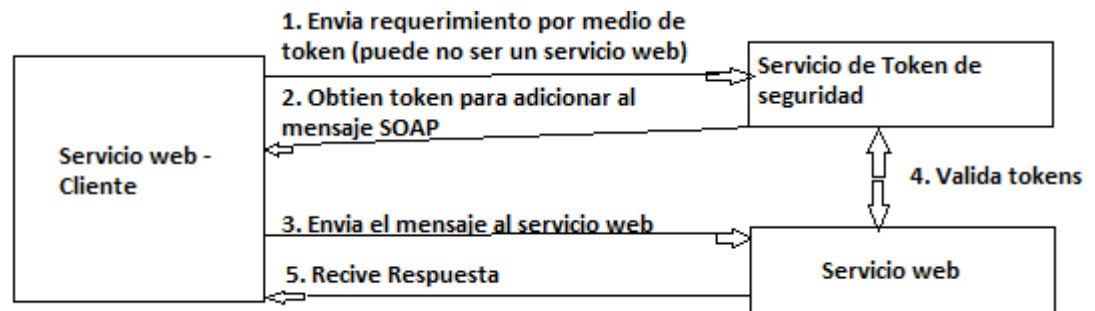 1. Envia requerimiento por medio de
token (puede no ser un servicio web)
Servicio de Token de
seguridad
2. Obtien token para adicionar al
mensaje SOAP
Servicio web -
Cliente
4. Valida tokens
3. Envia el mensaje al servicio web
Servicio web
5. Recive Respuesta